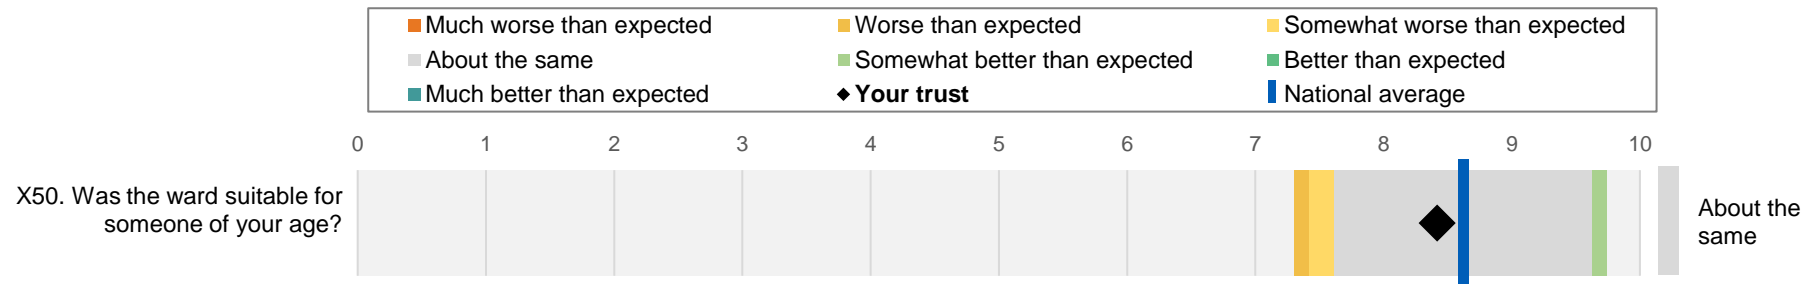 Much worse than expected Worse than expected Somewhat worse than expected
About the same Somewhat better than expected Better than expected
Much better than expected Your trust National average
0 1 2 3 4 5 6 7 8 9 10
X50. Was the ward suitable for
someone of your age?
About the
same